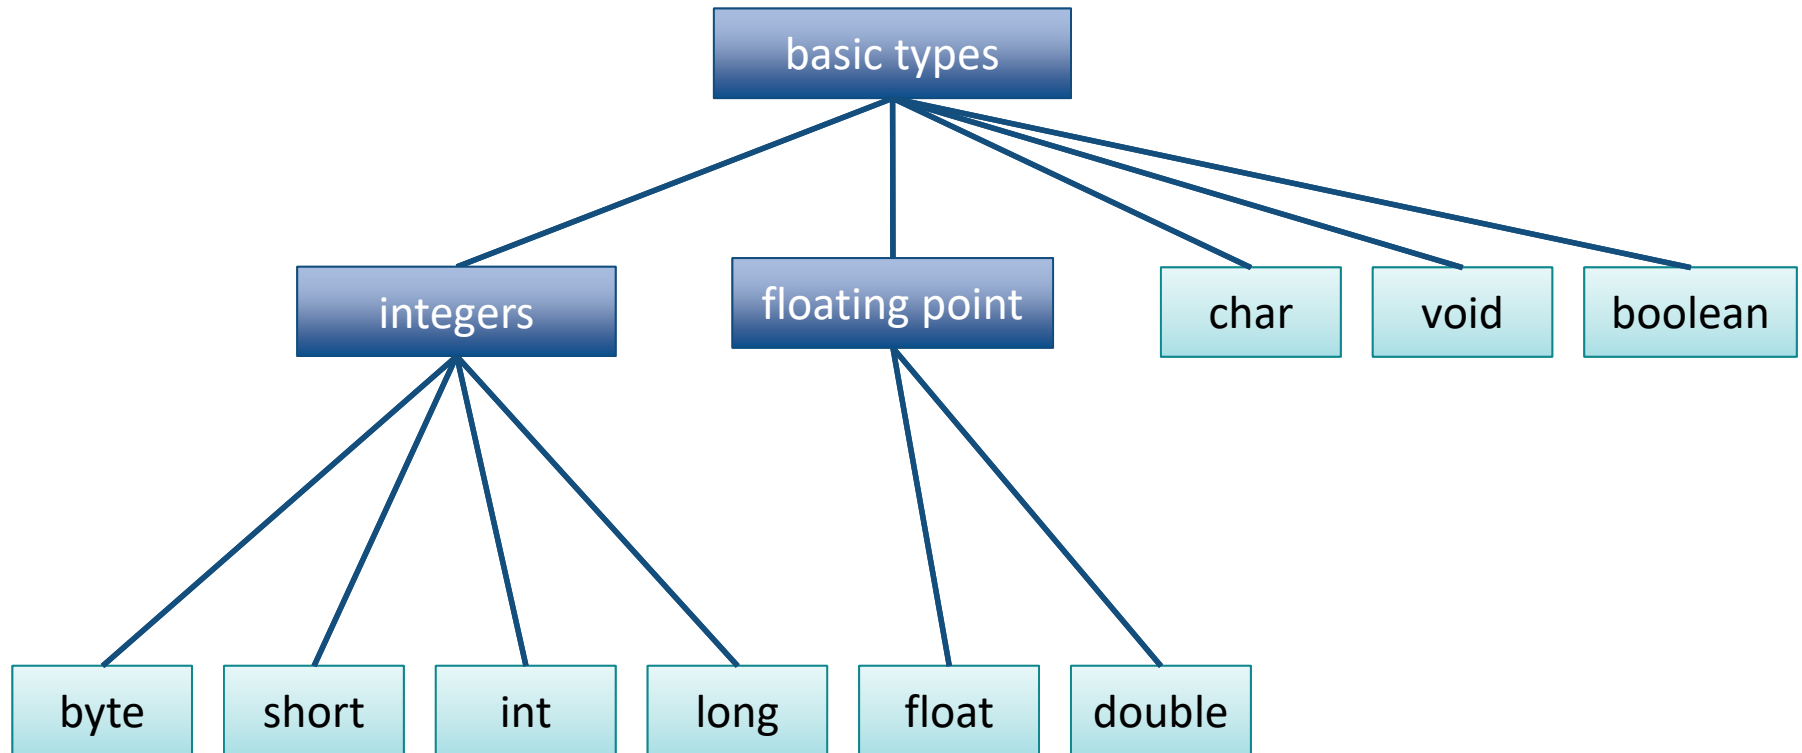 basic types
integers
floating point
char
void
boolean
byte
short
int
long
float
double